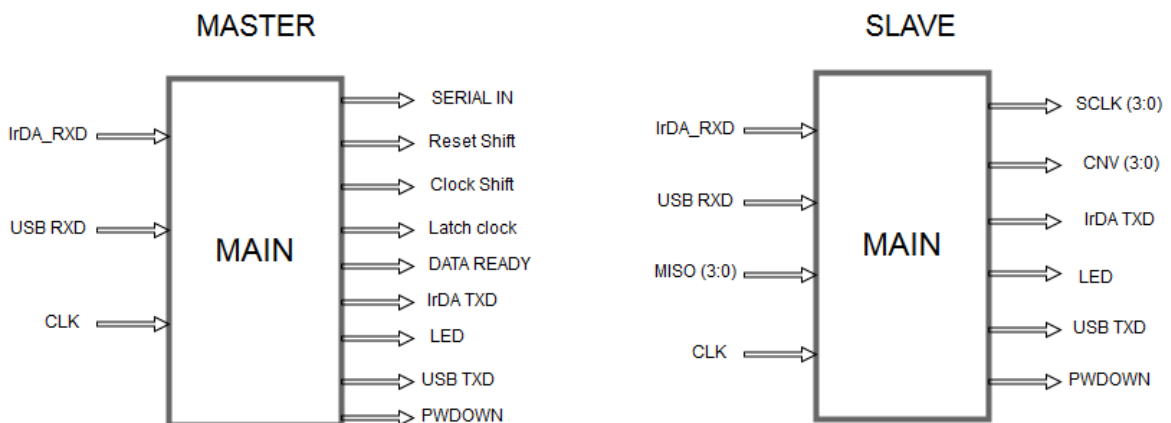 MASTER
IrDA_RXD
USB RXD
CLK
MAIN
SERIAL IN
Reset Shift
Clock Shift
Latch clock
DATA READY
IrDA TXD
LED
USB TXD
PWDOWN
SLAVE
IrDA_RXD
USB RXD
MISO (3:0)
CLK
MAIN
SCLK (3:0)
CNV (3:0)
IrDA TXD
LED
USB TXD
PWDOWN